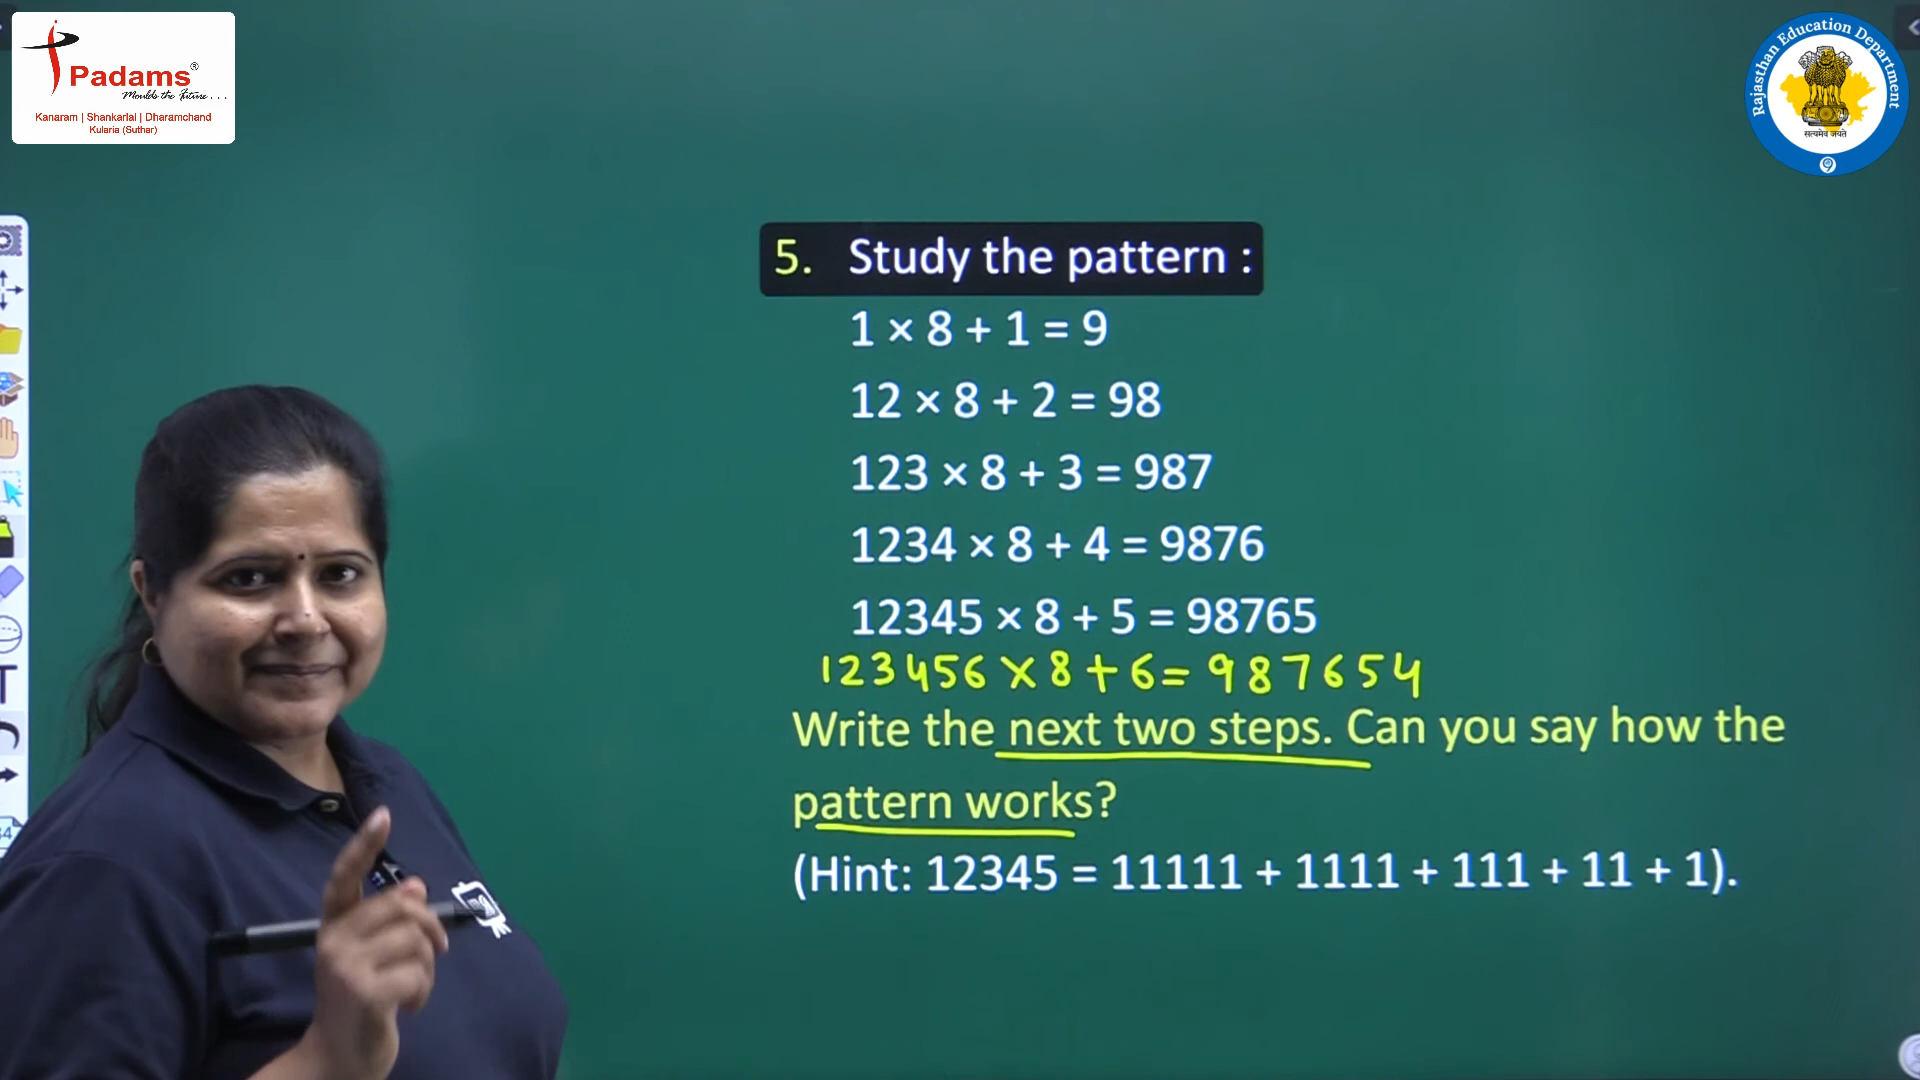 Padams®
Moulds the Future . . .
Kanaram | Shankarlal | Dharamchand
Kularia (Suthar)
Rajasthan Education Department
सत्यमेव जयते
5. Study the pattern :
1 × 8 + 1 = 9
12 × 8 + 2 = 98
123 × 8 + 3 = 987
1234 × 8 + 4 = 9876
12345 × 8 + 5 = 98765
123456 × 8 + 6 = 987654
Write the next two steps. Can you say how the
pattern works?
(Hint: 12345 = 11111 + 1111 + 111 + 11 + 1).